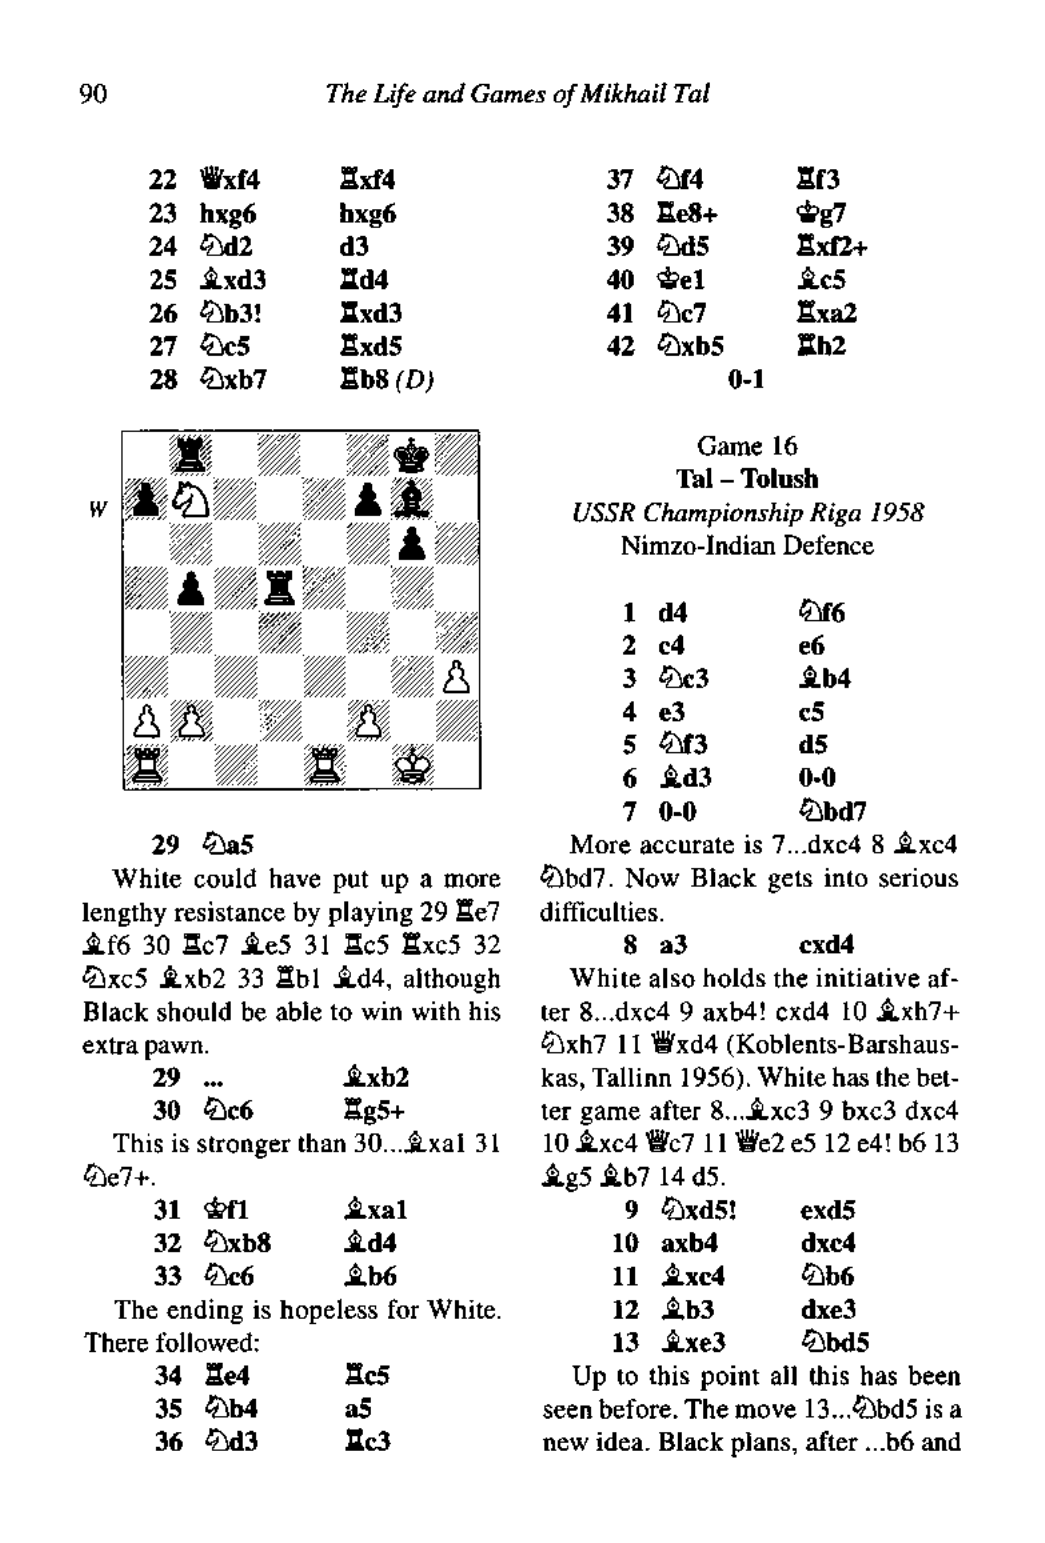 90 The Life and Games of Mikhail Tal
22 ♕xf4 ♖xf4
23 hxg6 hxg6
24 ♘d2 d3
25 ♗xd3 ♖d4
26 ♘b3! ♖xd3
27 ♘c5 ♖xd5
28 ♘xb7 ♖b8 (D)
W
29 ♘a5
White could have put up a more
lengthy resistance by playing 29 ♖e7
♗f6 30 ♖c7 ♗e5 31 ♖c5 ♖xc5 32
♘xc5 ♗xb2 33 ♖b1 ♗d4, although
Black should be able to win with his
extra pawn.
29 ... ♗xb2
30 ♘c6 ♖g5+
This is stronger than 30...♗xa1 31
♘e7+.
31 ♔f1 ♗xa1
32 ♘xb8 ♗d4
33 ♘c6 ♗b6
The ending is hopeless for White.
There followed:
34 ♖e4 ♖c5
35 ♘b4 a5
36 ♘d3 ♖c3
37 ♘f4 ♖f3
38 ♖e8+ ♔g7
39 ♘d5 ♖xf2+
40 ♔e1 ♗c5
41 ♘c7 ♖xa2
42 ♘xb5 ♖h2
0-1
Game 16
Tal – Tolush
USSR Championship Riga 1958
Nimzo-Indian Defence
1 d4 ♘f6
2 c4 e6
3 ♘c3 ♗b4
4 e3 c5
5 ♘f3 d5
6 ♗d3 0-0
7 0-0 ♘bd7
More accurate is 7...dxc4 8 ♗xc4
♘bd7. Now Black gets into serious
difficulties.
8 a3 cxd4
White also holds the initiative af-
ter 8...dxc4 9 axb4! cxd4 10 ♗xh7+
♘xh7 11 ♕xd4 (Koblents-Barshaus-
kas, Tallinn 1956). White has the bet-
ter game after 8...♗xc3 9 bxc3 dxc4
10 ♗xc4 ♕c7 11 ♕e2 e5 12 e4! b6 13
♗g5 ♗b7 14 d5.
9 ♘xd5! exd5
10 axb4 dxc4
11 ♗xc4 ♘b6
12 ♗b3 dxe3
13 ♗xe3 ♘bd5
Up to this point all this has been
seen before. The move 13...♘bd5 is a
new idea. Black plans, after ...b6 and